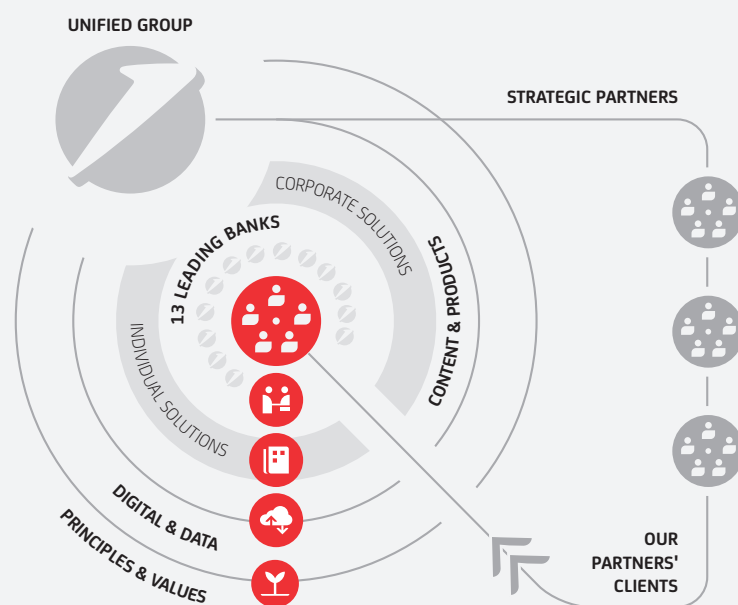 UNIFIED GROUP
STRATEGIC PARTNERS
CORPORATE SOLUTIONS
13 LEADING BANKS
CONTENT & PRODUCTS
INDIVIDUAL SOLUTIONS
DIGITAL & DATA
PRINCIPLES & VALUES
OUR
PARTNERS'
CLIENTS